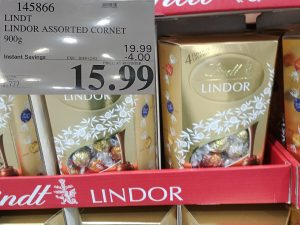 145866
LINDT
LINDOR ASSORTED CORNET
900g
19.99
Instant Savings
-4.00
15.99
Lindt
LINDOR
Lindt
LINDOR